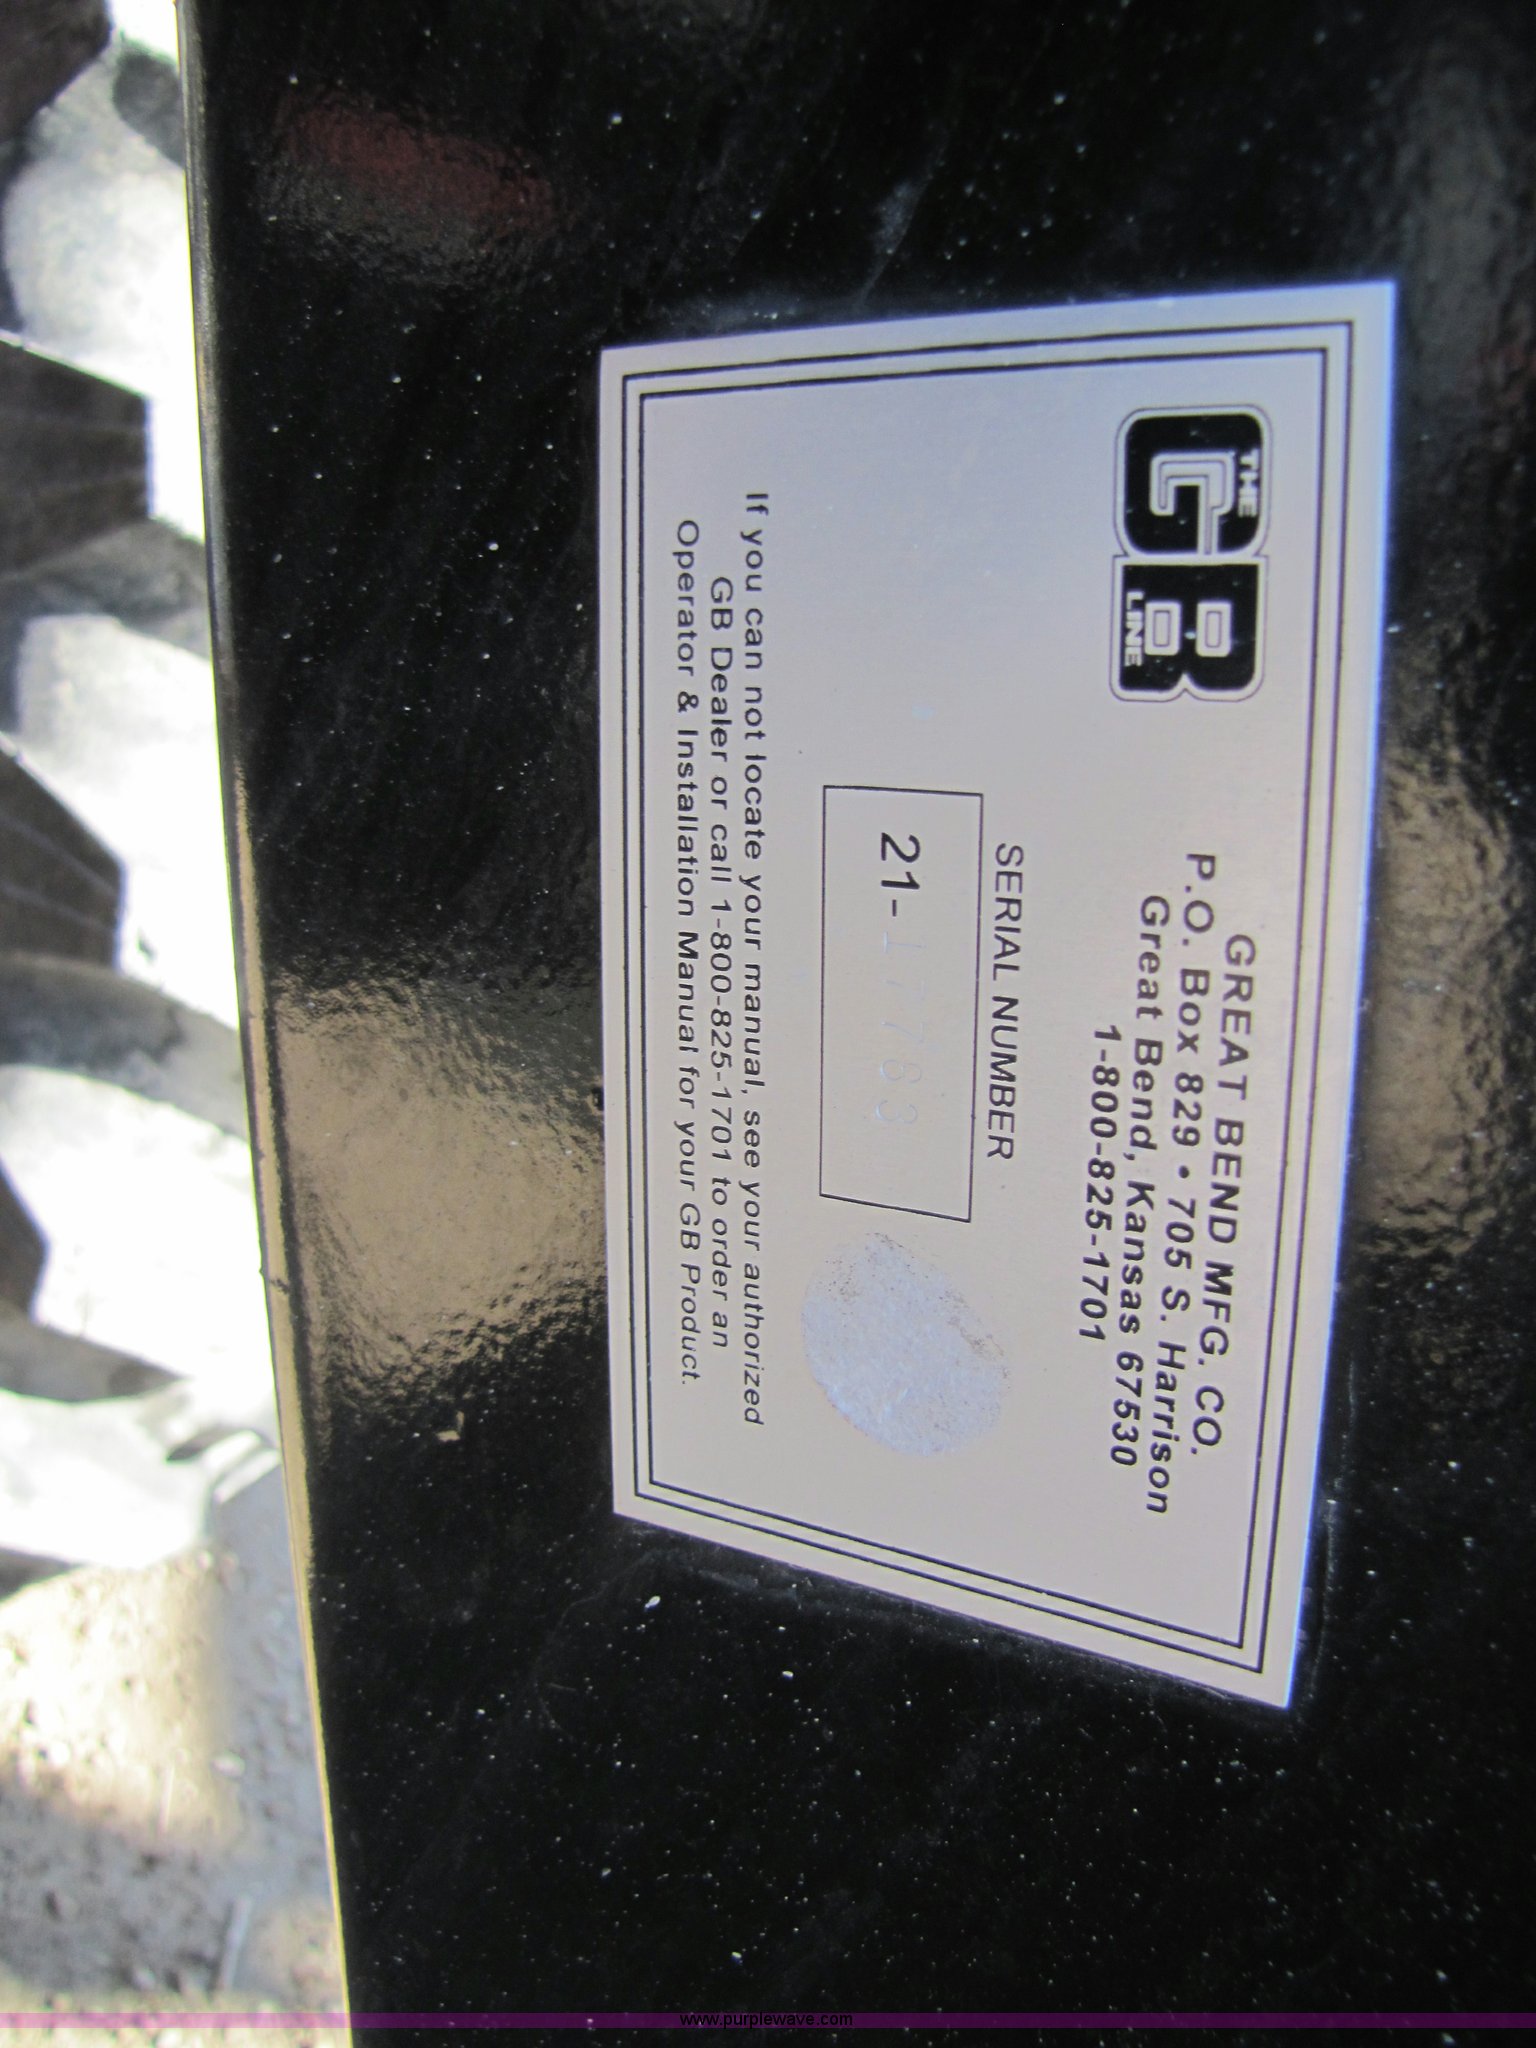 THE
GB
LINE
GREAT BEND MFG. CO.
P.O. Box 829 • 705 S. Harrison
Great Bend, Kansas 67530
1-800-825-1701
SERIAL NUMBER
21-17763
If you can not locate your manual, see your authorized
GB Dealer or call 1-800-825-1701 to order an
Operator & Installation Manual for your GB Product.
www.purplewave.com